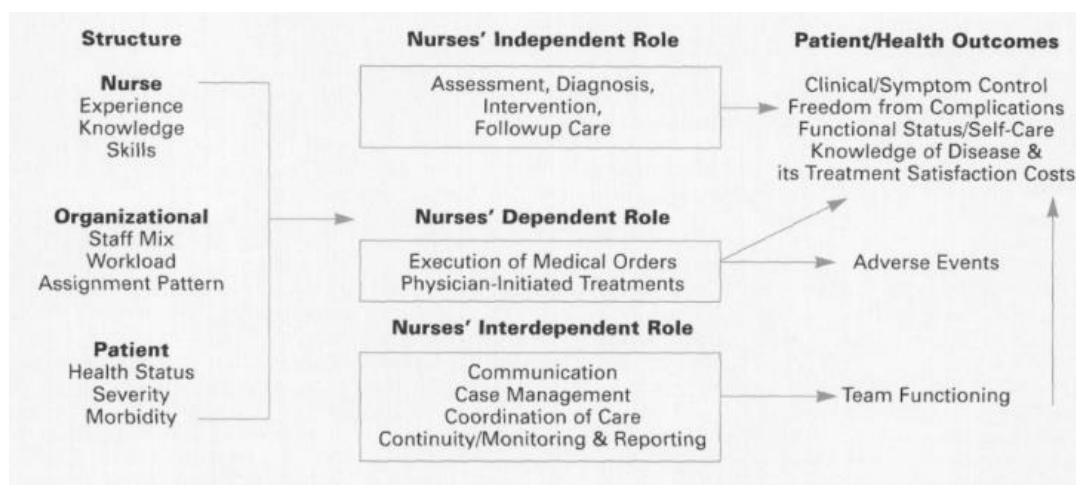 Structure
Nurse
Experience
Knowledge
Skills
Organizational
Staff Mix
Workload
Assignment Pattern
Patient
Health Status
Severity
Morbidity
Nurses' Independent Role
Assessment, Diagnosis,
Intervention,
Followup Care
Nurses' Dependent Role
Execution of Medical Orders
Physician-Initiated Treatments
Nurses' Interdependent Role
Communication
Case Management
Coordination of Care
Continuity/Monitoring & Reporting
Patient/Health Outcomes
Clinical/Symptom Control
Freedom from Complications
Functional Status/Self-Care
Knowledge of Disease &
its Treatment Satisfaction Costs
Adverse Events
Team Functioning